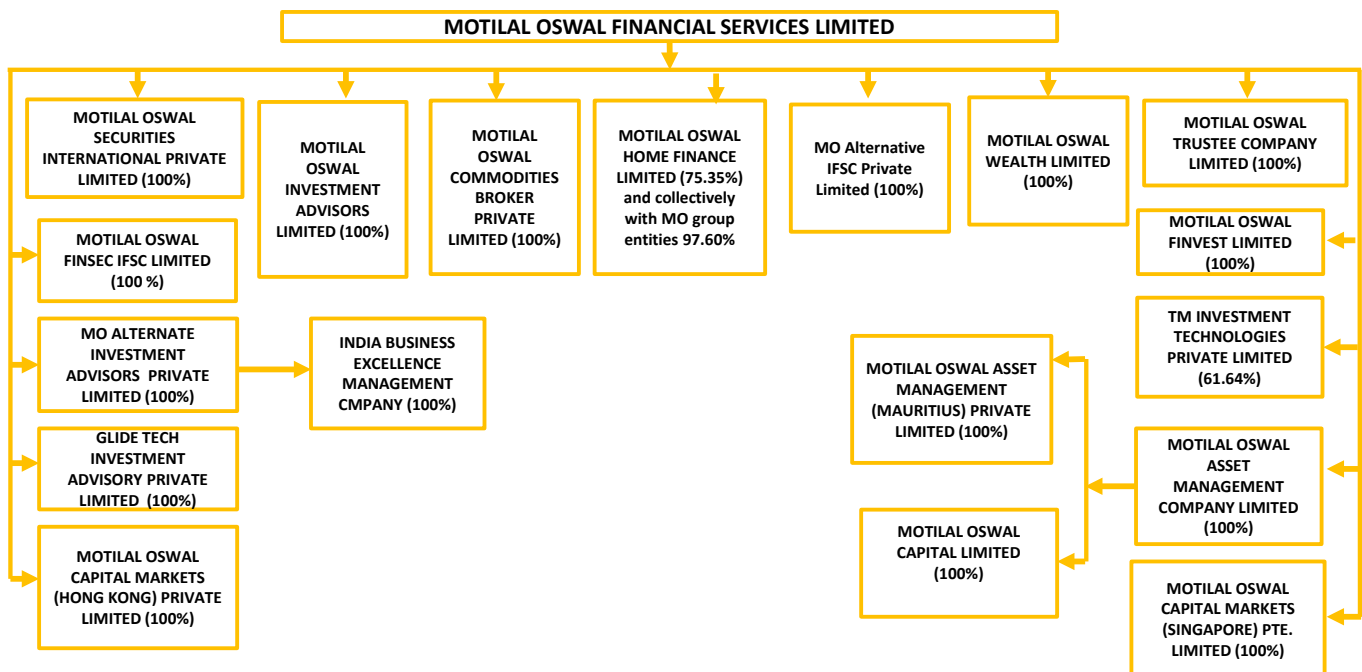 MOTILAL OSWAL FINANCIAL SERVICES LIMITED
MOTILAL OSWAL
SECURITIES
INTERNATIONAL PRIVATE
LIMITED (100%)
MOTILAL
OSWAL
INVESTMENT
ADVISORS
LIMITED (100%)
MOTILAL
OSWAL
COMMODITIES
BROKER
PRIVATE
LIMITED (100%)
MOTILAL OSWAL
HOME FINANCE
LIMITED (75.35%)
and collectively
with MO group
entities 97.60%
MO Alternative
IFSC Private
Limited (100%)
MOTILAL OSWAL
WEALTH LIMITED
(100%)
MOTILAL OSWAL
TRUSTEE COMPANY
LIMITED (100%)
MOTILAL OSWAL
FINSEC IFSC LIMITED
(100 %)
MOTILAL OSWAL
FINVEST LIMITED
(100%)
MO ALTERNATE
INVESTMENT
ADVISORS PRIVATE
LIMITED (100%)
INDIA BUSINESS
EXCELLENCE
MANAGEMENT
CMPANY (100%)
MOTILAL OSWAL ASSET
MANAGEMENT
(MAURITIUS) PRIVATE
LIMITED (100%)
TM INVESTMENT
TECHNOLOGIES
PRIVATE LIMITED
(61.64%)
GLIDE TECH
INVESTMENT
ADVISORY PRIVATE
LIMITED (100%)
MOTILAL OSWAL
ASSET
MANAGEMENT
COMPANY LIMITED
(100%)
MOTILAL OSWAL
CAPITAL MARKETS
(HONG KONG) PRIVATE
LIMITED (100%)
MOTILAL OSWAL
CAPITAL LIMITED
(100%)
MOTILAL OSWAL
CAPITAL MARKETS
(SINGAPORE) PTE.
LIMITED (100%)